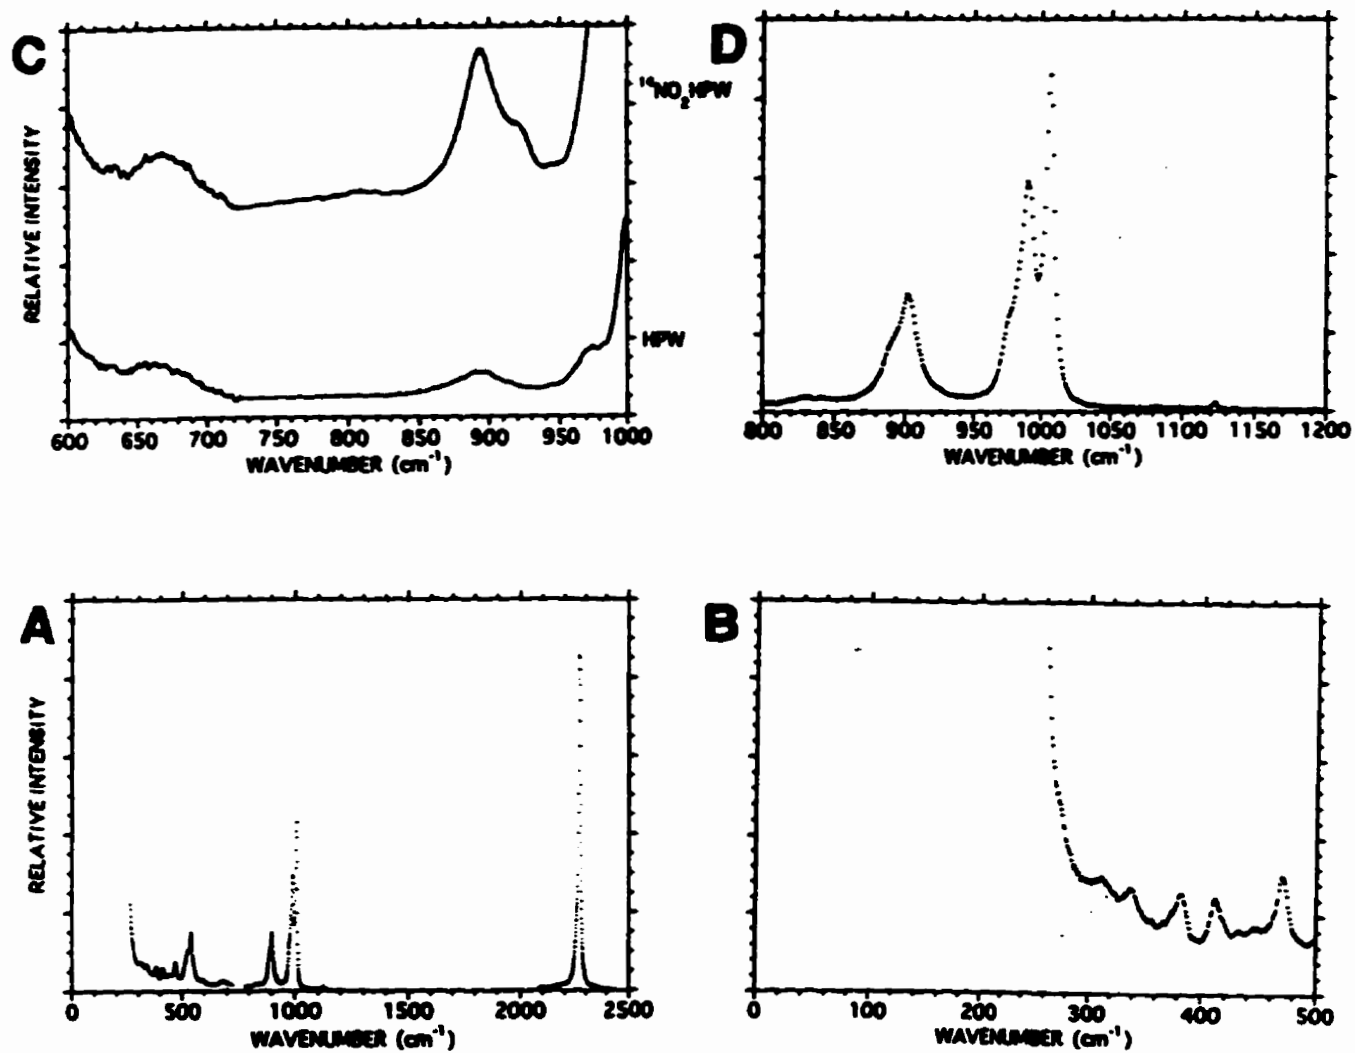 C
RELATIVE INTENSITY
¹⁴NO₂HPW
HPW
600 650 700 750 800 850 900 950 1000
WAVENUMBER (cm⁻¹)
D
800 850 900 950 1000 1050 1100 1150 1200
WAVENUMBER (cm⁻¹)
A
RELATIVE INTENSITY
0 500 1000 1500 2000 2500
WAVENUMBER (cm⁻¹)
B
0 100 200 300 400 500
WAVENUMBER (cm⁻¹)